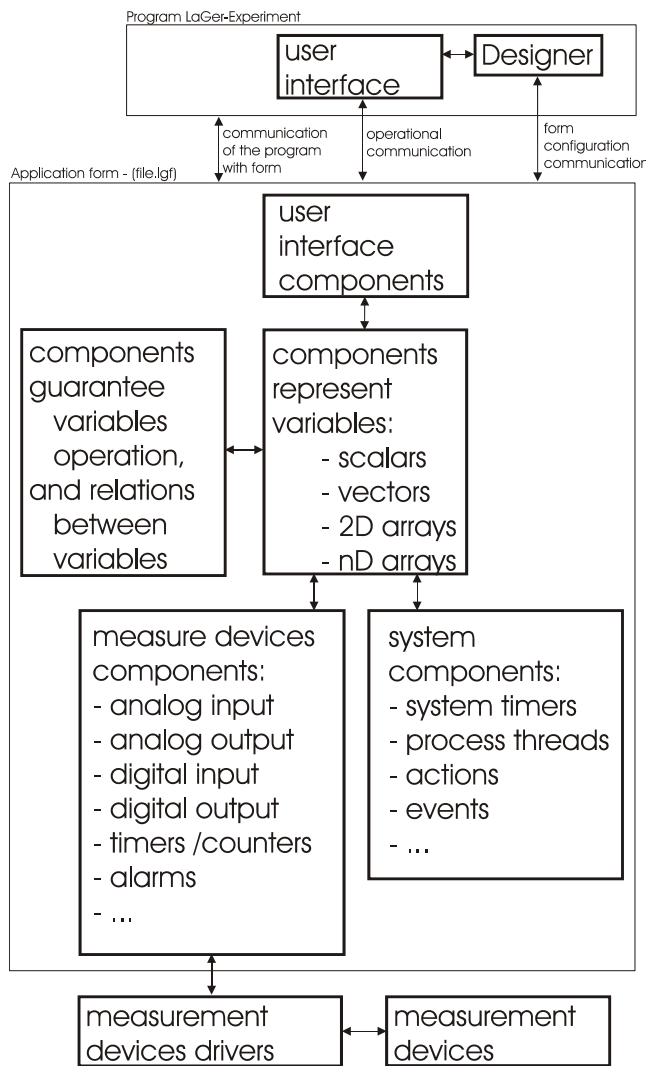 Program LaGer-Experiment
user
interface
Designer
communication
of the program
with form
operational
communication
form
configuration
communication
Application form - (file.lgf)
user
interface
components
components
guarantee
variables
operation,
and relations
between
variables
components
represent
variables:
- scalars
- vectors
- 2D arrays
- nD arrays
measure devices
components:
- analog input
- analog output
- digital input
- digital output
- timers /counters
- alarms
- ...
system
components:
- system timers
- process threads
- actions
- events
- ...
measurement
devices drivers
measurement
devices